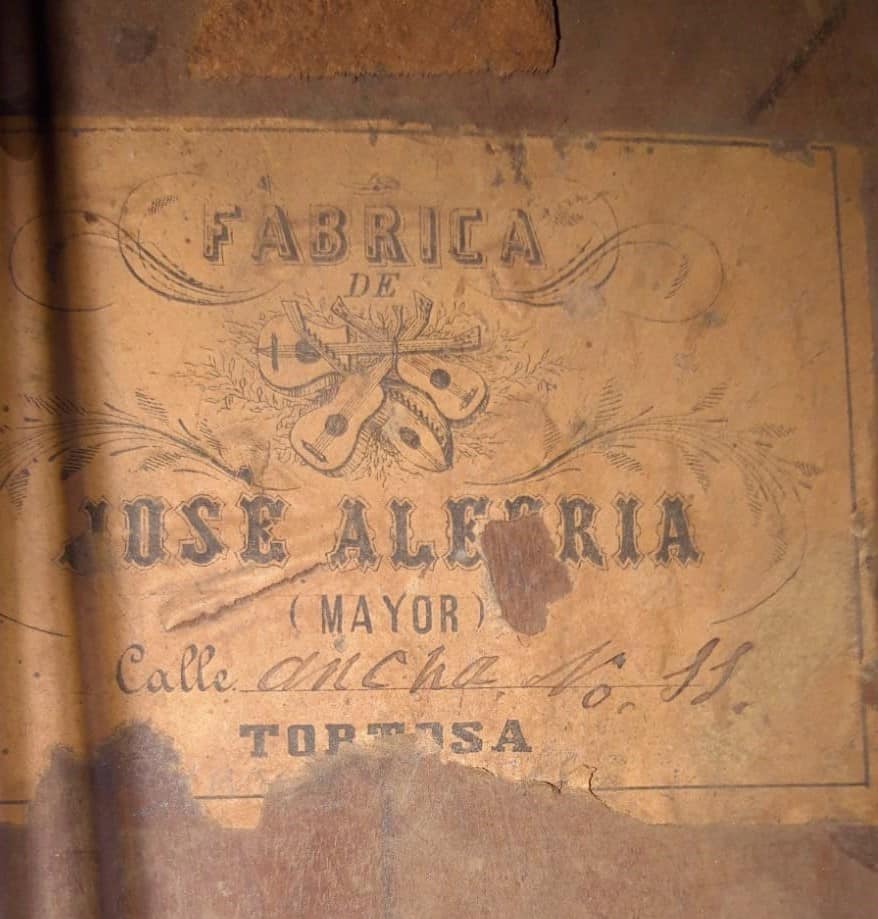 FABRICA
DE
JOSE ALEGRIA
(MAYOR)
Calle ancha, No.
TORTOSA